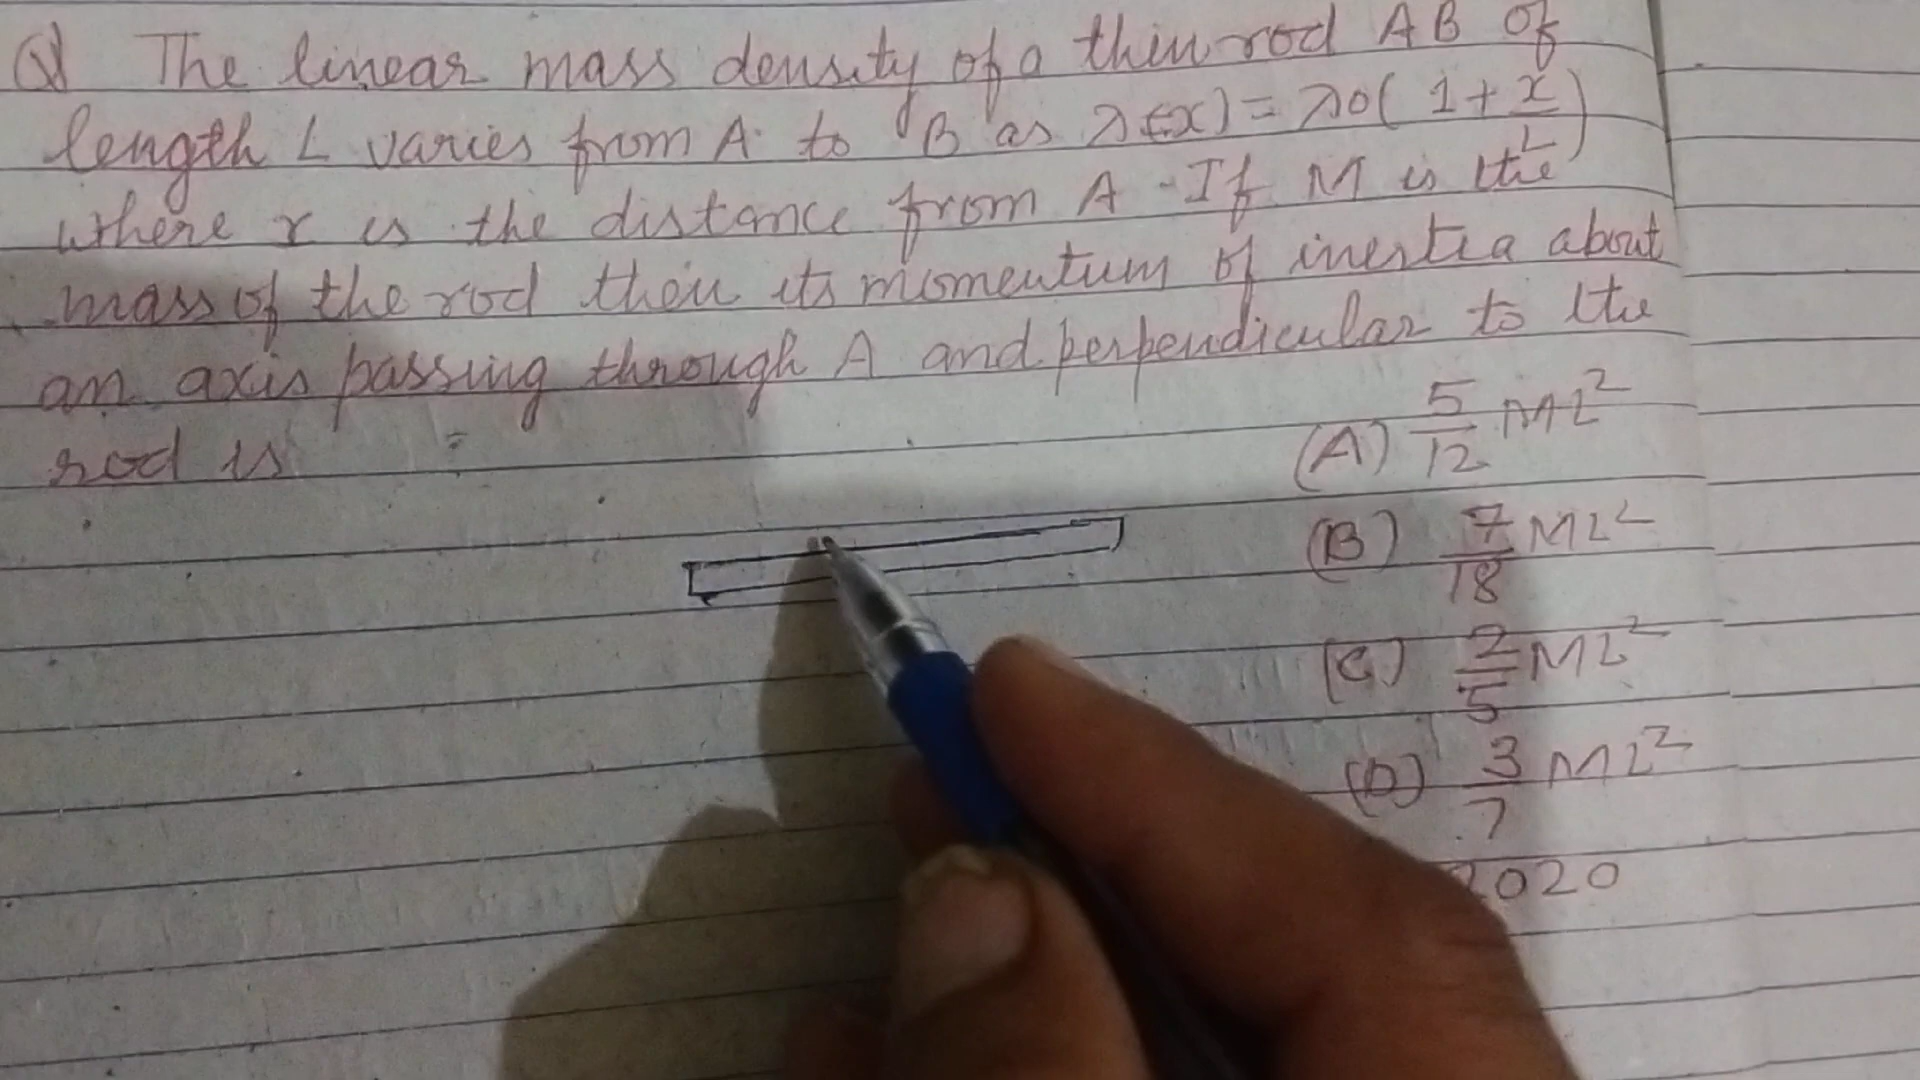 Q The linear mass density of a thin rod AB of
length L varies from A to B as λ(x) = λ0(1+x/L)
where x is the distance from A . If M is the
mass of the rod then its momentum of inertia about
an axis passing through A and perpendicular to the
rod is
(A) 5/12 ML²
(B) 7/18 ML²
(C) 2/5 ML²
(D) 3/7 ML²
2020